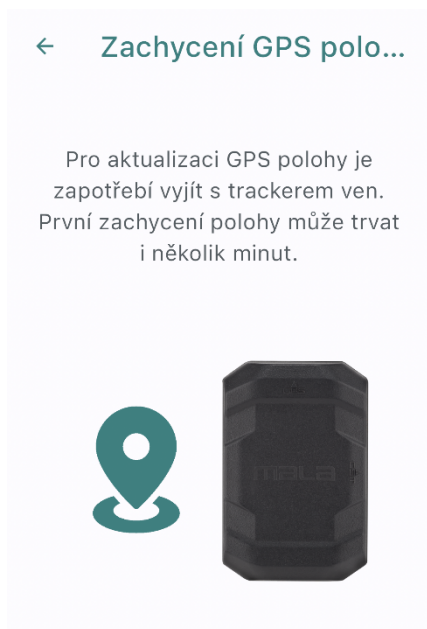 Zachycení GPS polo...
Pro aktualizaci GPS polohy je
zapotřebí vyjít s trackerem ven.
První zachycení polohy může trvat
i několik minut.
mala